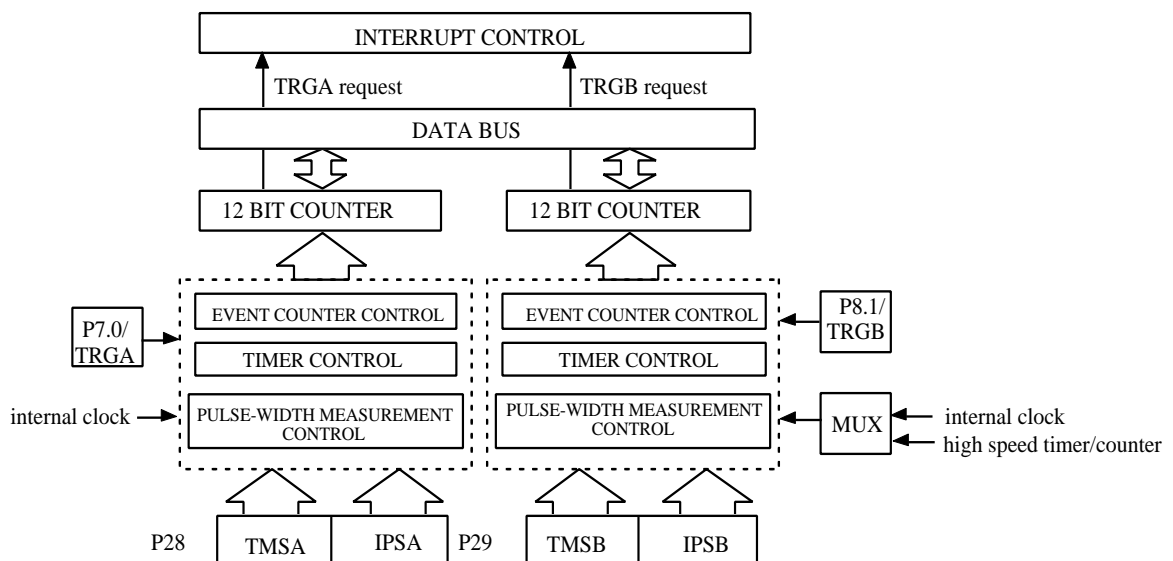 INTERRUPT CONTROL
TRGA request
TRGB request
DATA BUS
12 BIT COUNTER
12 BIT COUNTER
EVENT COUNTER CONTROL
EVENT COUNTER CONTROL
P7.0/
TRGA
P8.1/
TRGB
TIMER CONTROL
TIMER CONTROL
internal clock
PULSE-WIDTH MEASUREMENT
CONTROL
PULSE-WIDTH MEASUREMENT
CONTROL
MUX
internal clock
high speed timer/counter
P28
TMSA
IPSA
P29
TMSB
IPSB